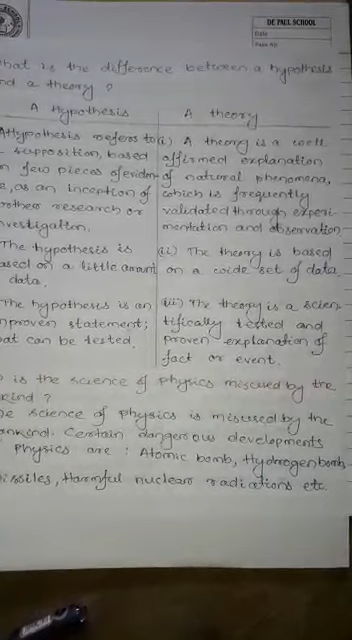 DE PAUL SCHOOL
Date
Page No
hat is the difference between a hypothesis
nd a theory ?
A Hypothesis
A theory
A Hypothesis refers to
supposition, based
n few pieces of eviden-
e, as an inception of
rother research or
nvestigation.
(i) A theory is a well
affirmed explanation
of natural phenomena,
which is frequently
validated through experi-
mentation and observation
The hypothesis is
ased on a little amount
data.
(ii) The theory is based
on a wide set of data.
The hypothesis is an
nproven statement;
at can be tested.
(iii) The theory is a scien-
tifically tested and
proven explanation of
fact or event.
is the science of physics miscued by the
kind ?
e science of physics is misused by the
ankind. Certain dangerous developments
Physics are : Atomic bomb, Hydrogen bomb
issiles, Harmful nuclear radiations etc